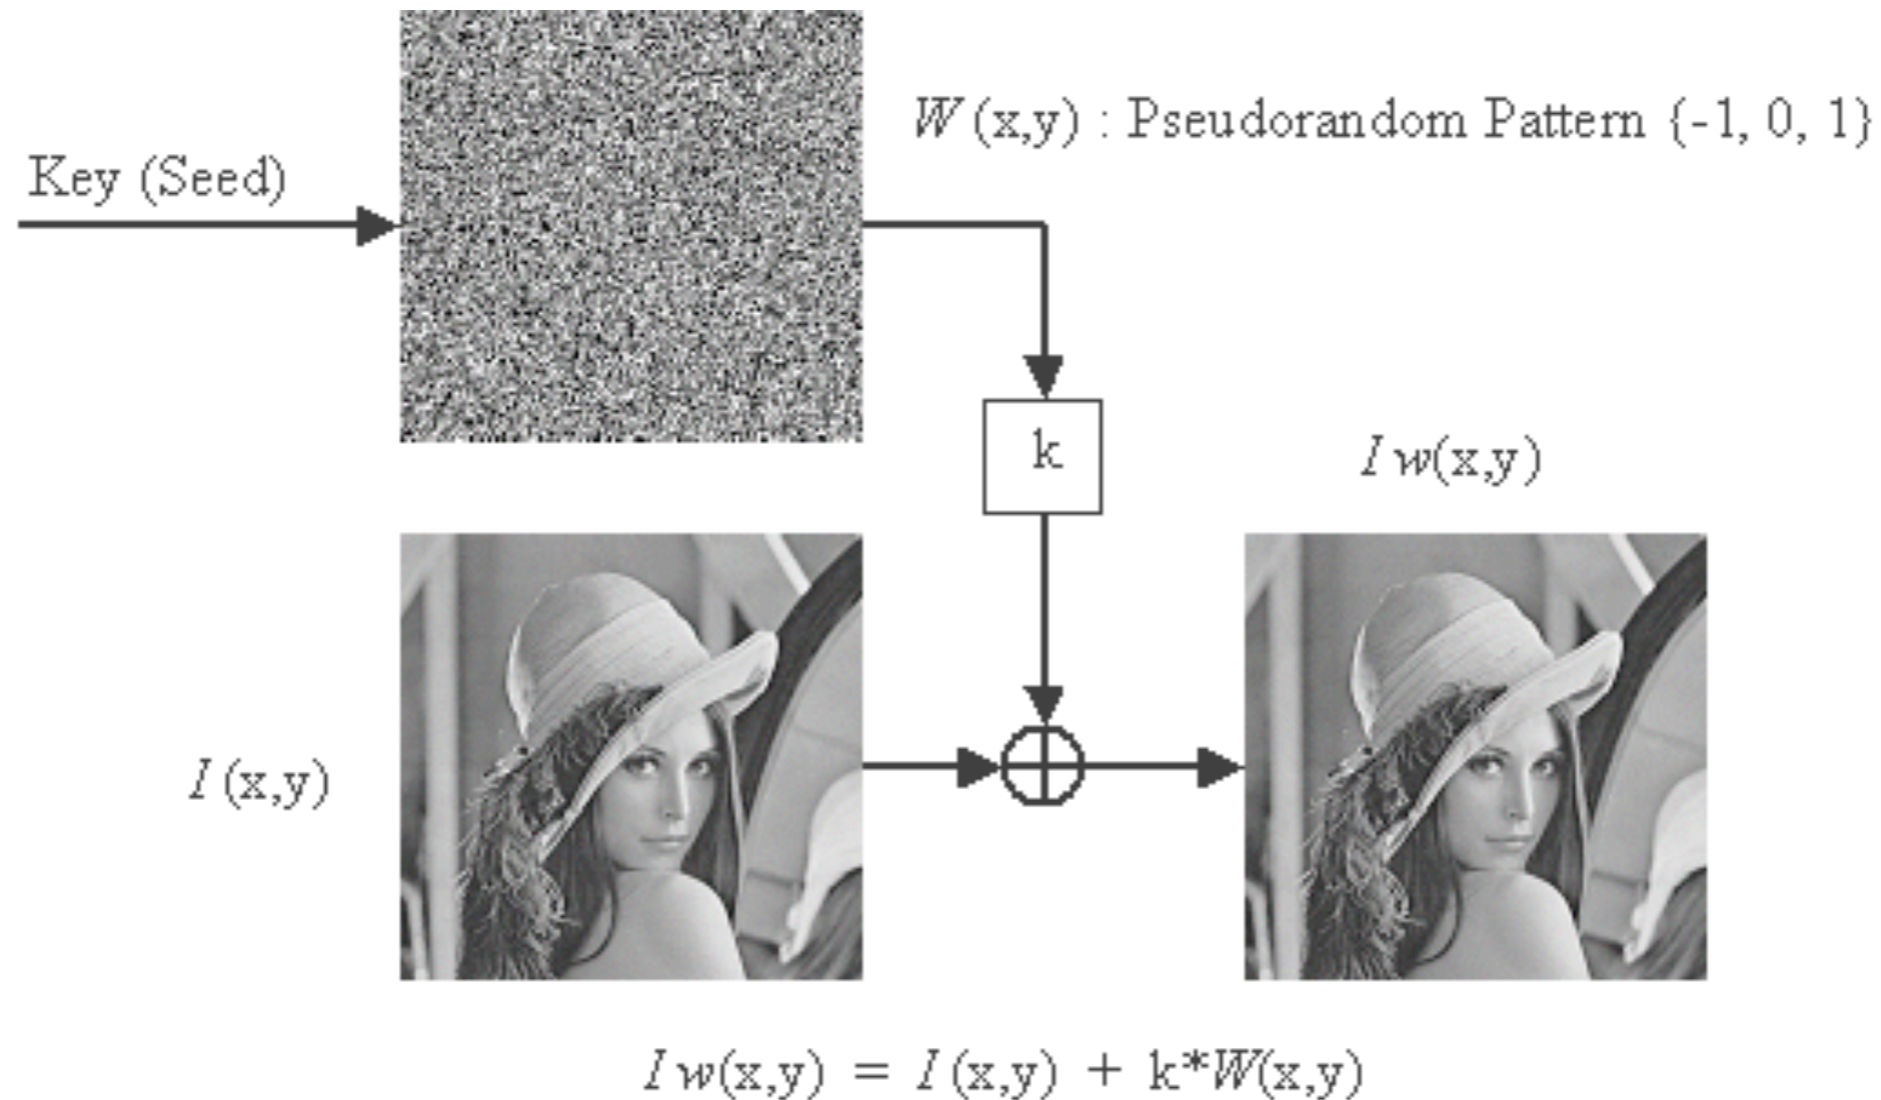 W (x,y) : Pseudorandom Pattern {-1, 0, 1}
Key (Seed)
k
I w(x,y)
I (x,y)
I w(x,y) = I (x,y) + k*W(x,y)